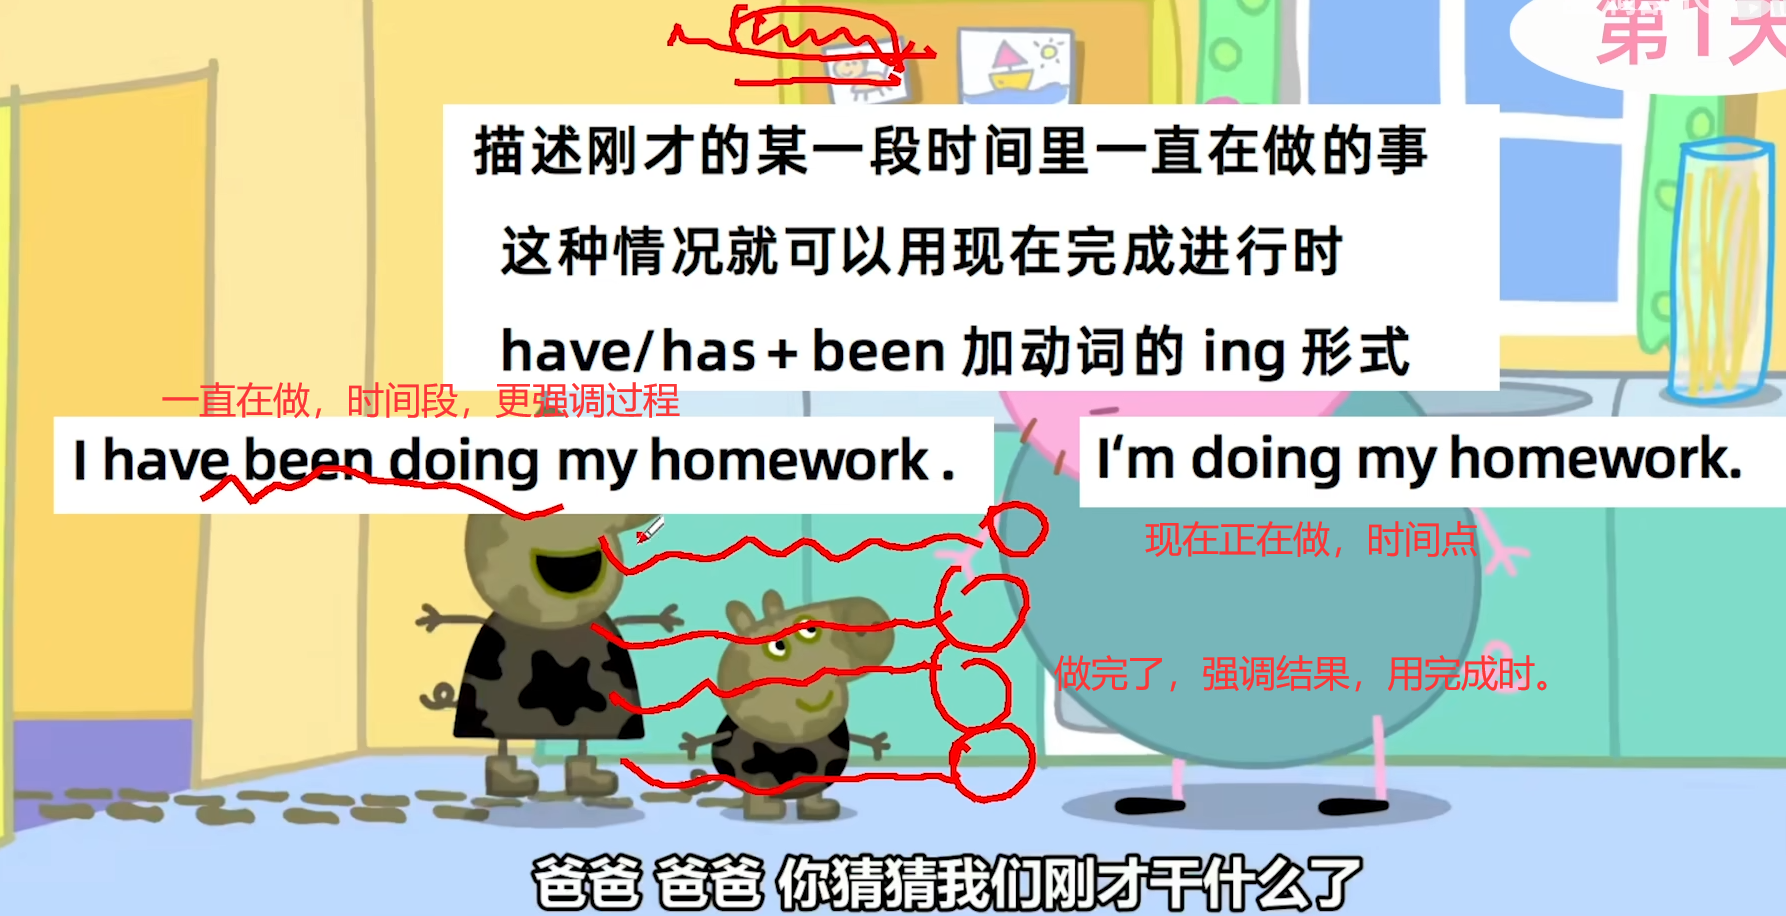 第1天
描述刚才的某一段时间里一直在做的事
这种情况就可以用现在完成进行时
have/has+been 加动词的 ing 形式
一直在做，时间段，更强调过程
I have been doing my homework .
I‘m doing my homework.
现在正在做，时间点
做完了，强调结果，用完成时。
爸爸 爸爸 你猜猜我们刚才干什么了